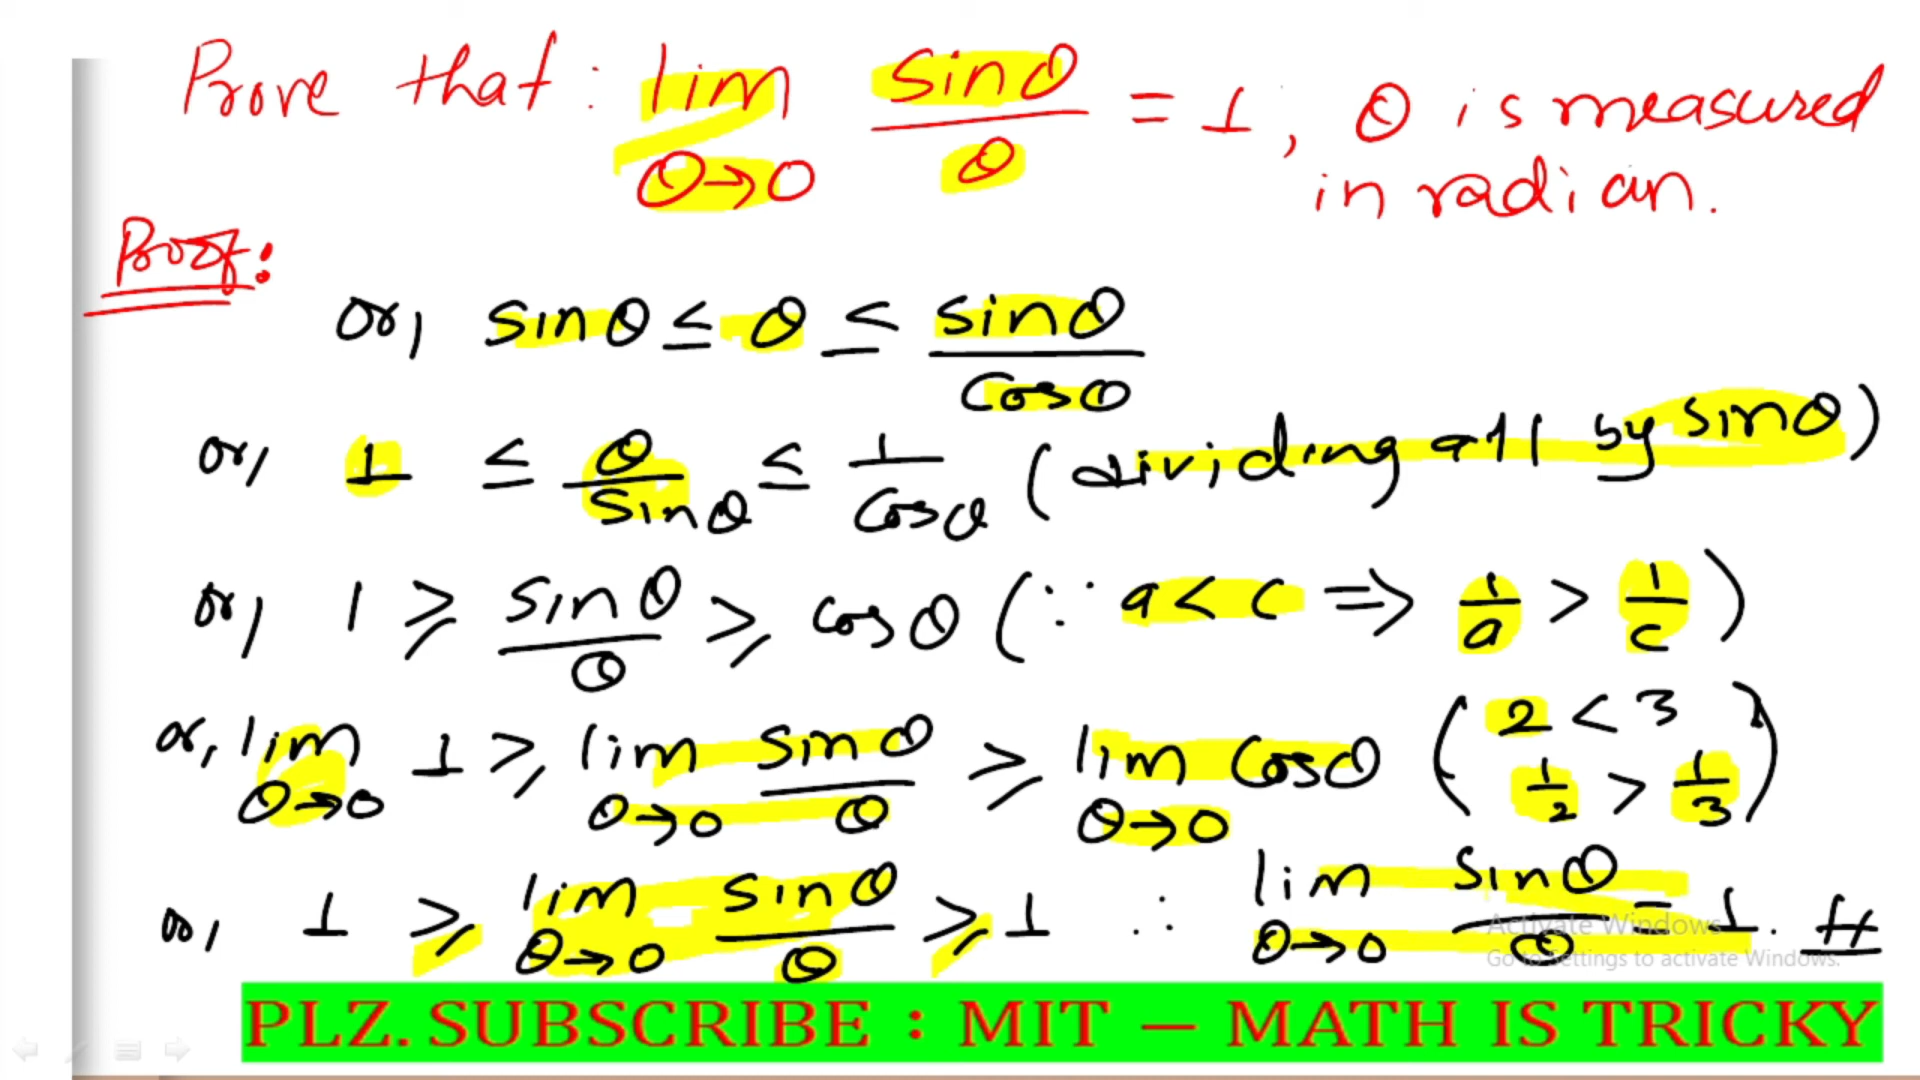 Prove that: lim θ→0 sinθ/θ = 1, θ is measured
in radian.
Proof:
or, sinθ ≤ θ ≤ sinθ/Cosθ
or, 1 ≤ θ/Sinθ ≤ 1/Cosθ (dividing all by sinθ)
or, 1 ⩾ sinθ/θ ⩾ cosθ (∵ a < c ⇒ 1/a > 1/c)
or, lim θ→0 1 ⩾ lim θ→0 sinθ/θ ⩾ lim θ→0 Cosθ (2 < 3
1/2 > 1/3)
or, 1 ⩾ lim θ→0 sinθ/θ ⩾ 1 ∴ lim θ→0 sinθ/θ = 1. #
Activate Windows
Go to Settings to activate Windows.
PLZ. SUBSCRIBE : MIT – MATH IS TRICKY